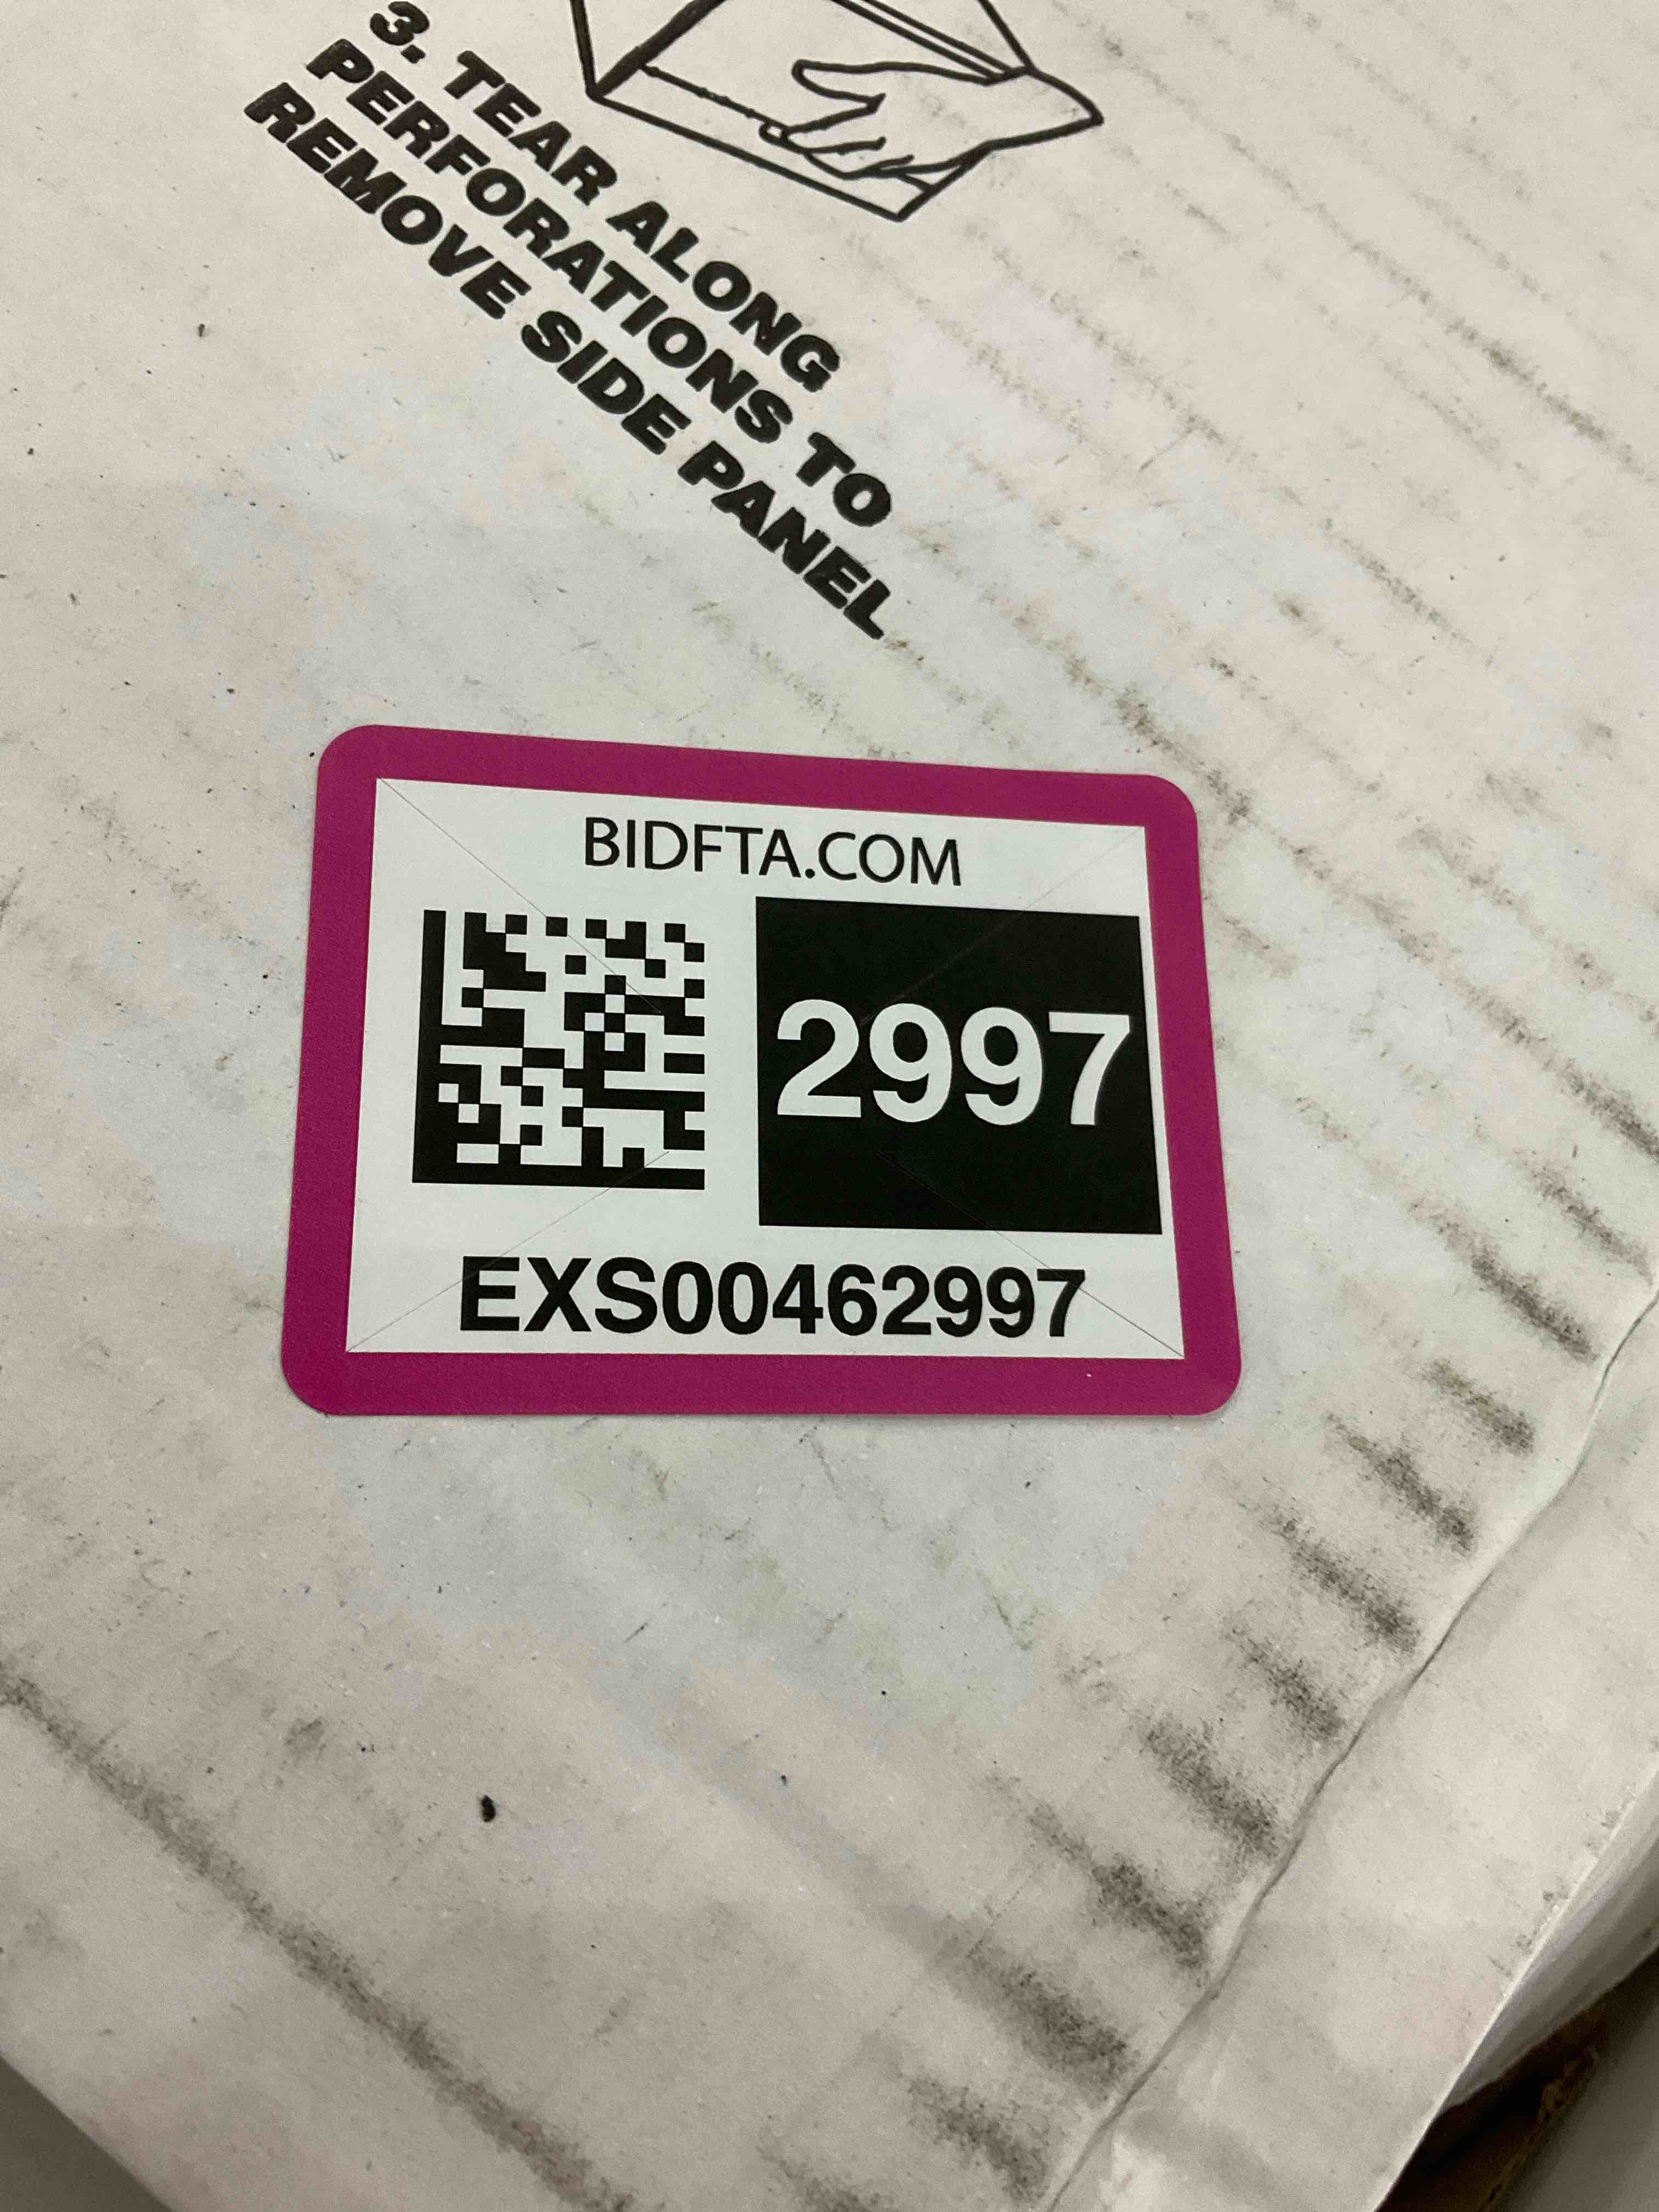 3. TEAR ALONG
PERFORATIONS TO
REMOVE SIDE PANEL
BIDFTA.COM
2997
EXS00462997